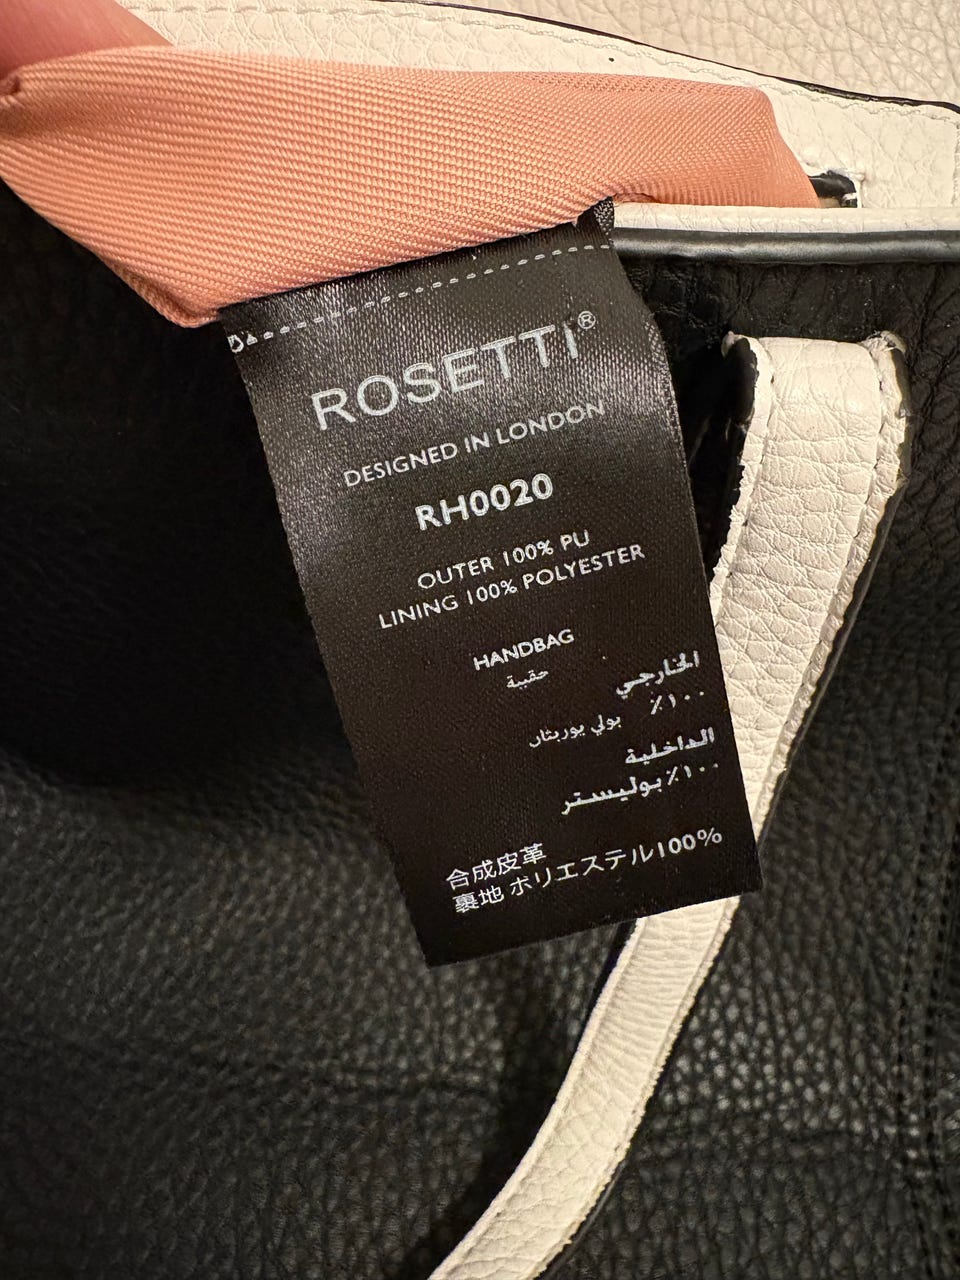 ROSETTI®
DESIGNED IN LONDON
RH0020
OUTER 100% PU
LINING 100% POLYESTER
HANDBAG
حقيبة
الخارجي
١٠٠٪
بولي يوريثان
الداخلية
١٠٠٪ بوليستر
合成皮革
裏地 ポリエステル100%